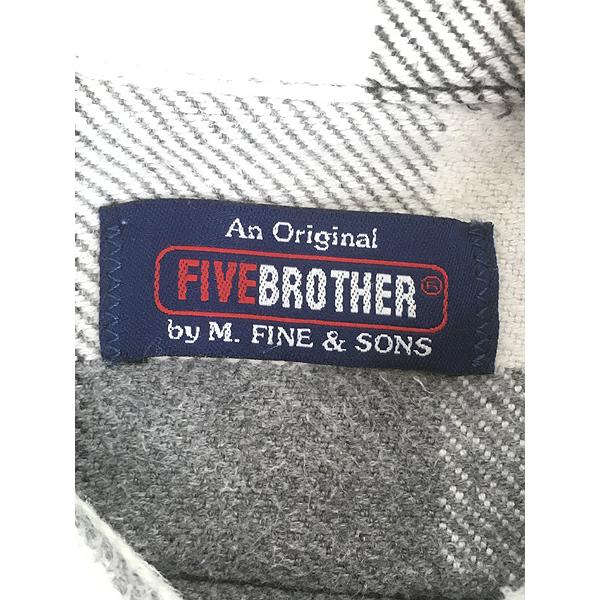 An Original
FIVEBROTHER®
by M. FINE & SONS